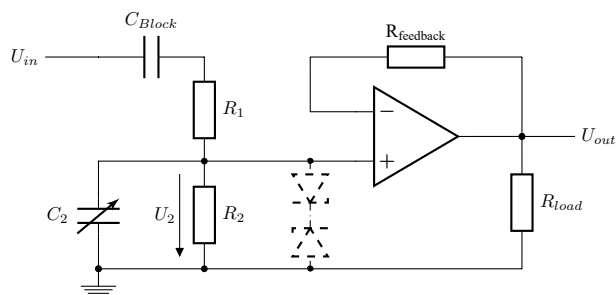 C_Block
R_feedback
U_in
R_1
−
+
U_out
C_2
U_2
R_2
R_load